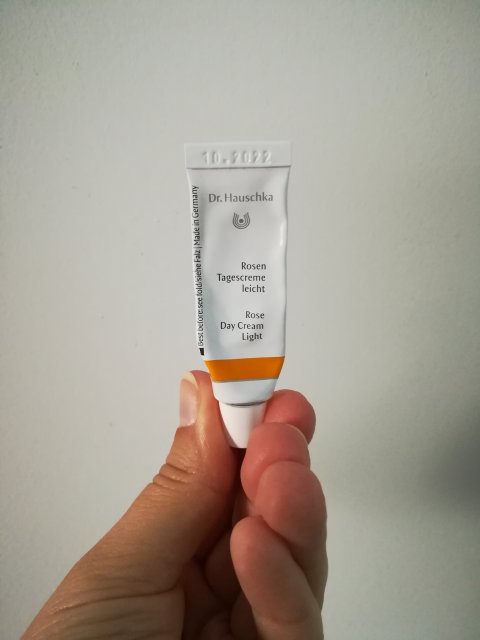 10.2022
Dr. Hauschka
Rosen
Tagescreme
leicht
Rose
Day Cream
Light
Best before: see fold/siehe Falz | Made in Germany